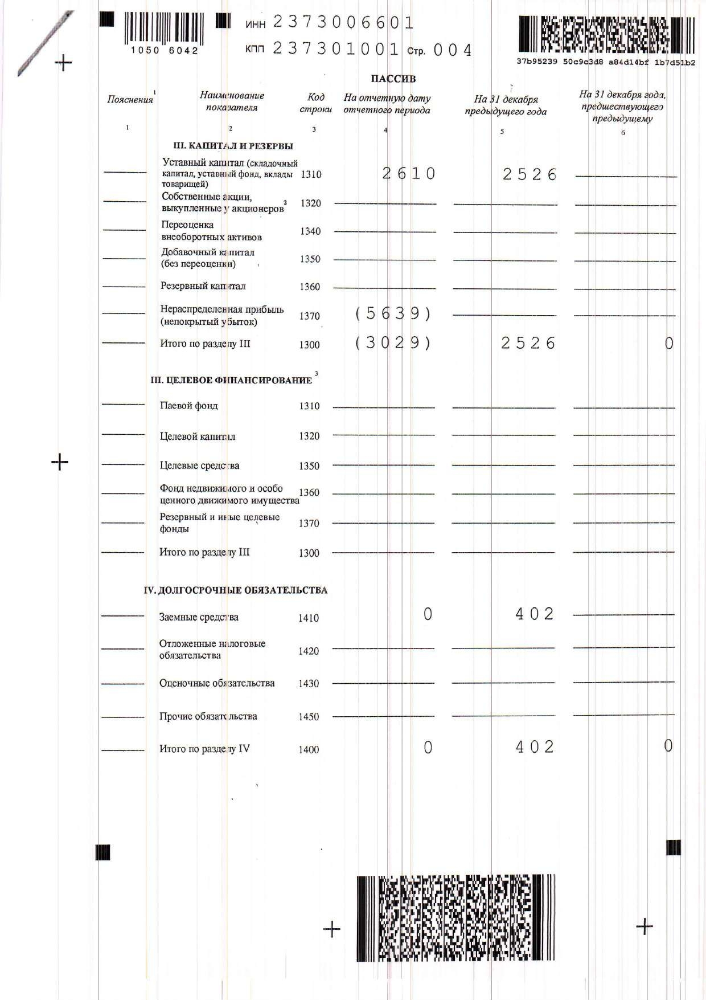 ИНН 2373006601
КПП 237301001 Стр. 004
1050 6042
37b95239 50c9c3d8 a84d14bf 1b7d51b2
ПАССИВ
Пояснения 1
Наименование показателя
Код строки
На отчетную дату отчетного периода
На 31 декабря предыдущего года
На 31 декабря года, предшествующего предыдущему
1 2 3 4 5 6
III. КАПИТАЛ И РЕЗЕРВЫ
Уставный капитал (складочный
капитал, уставный фонд, вклады 1310 2610 2526
товарищей)
Собственные акции,
выкупленные у акционеров 2 1320
Переоценка
внеоборотных активов 1340
Добавочный капитал
(без переоценки) 1350
Резервный капитал 1360
Нераспределенная прибыль
(непокрытый убыток) 1370 (5639)
Итого по разделу III 1300 (3029) 2526 0
III. ЦЕЛЕВОЕ ФИНАНСИРОВАНИЕ 3
Паевой фонд 1310
Целевой капитал 1320
Целевые средства 1350
Фонд недвижимого и особо
ценного движимого имущества 1360
Резервный и иные целевые
фонды 1370
Итого по разделу III 1300
IV. ДОЛГОСРОЧНЫЕ ОБЯЗАТЕЛЬСТВА
Заемные средства 1410 0 402
Отложенные налоговые
обязательства 1420
Оценочные обязательства 1430
Прочие обязательства 1450
Итого по разделу IV 1400 0 402 0